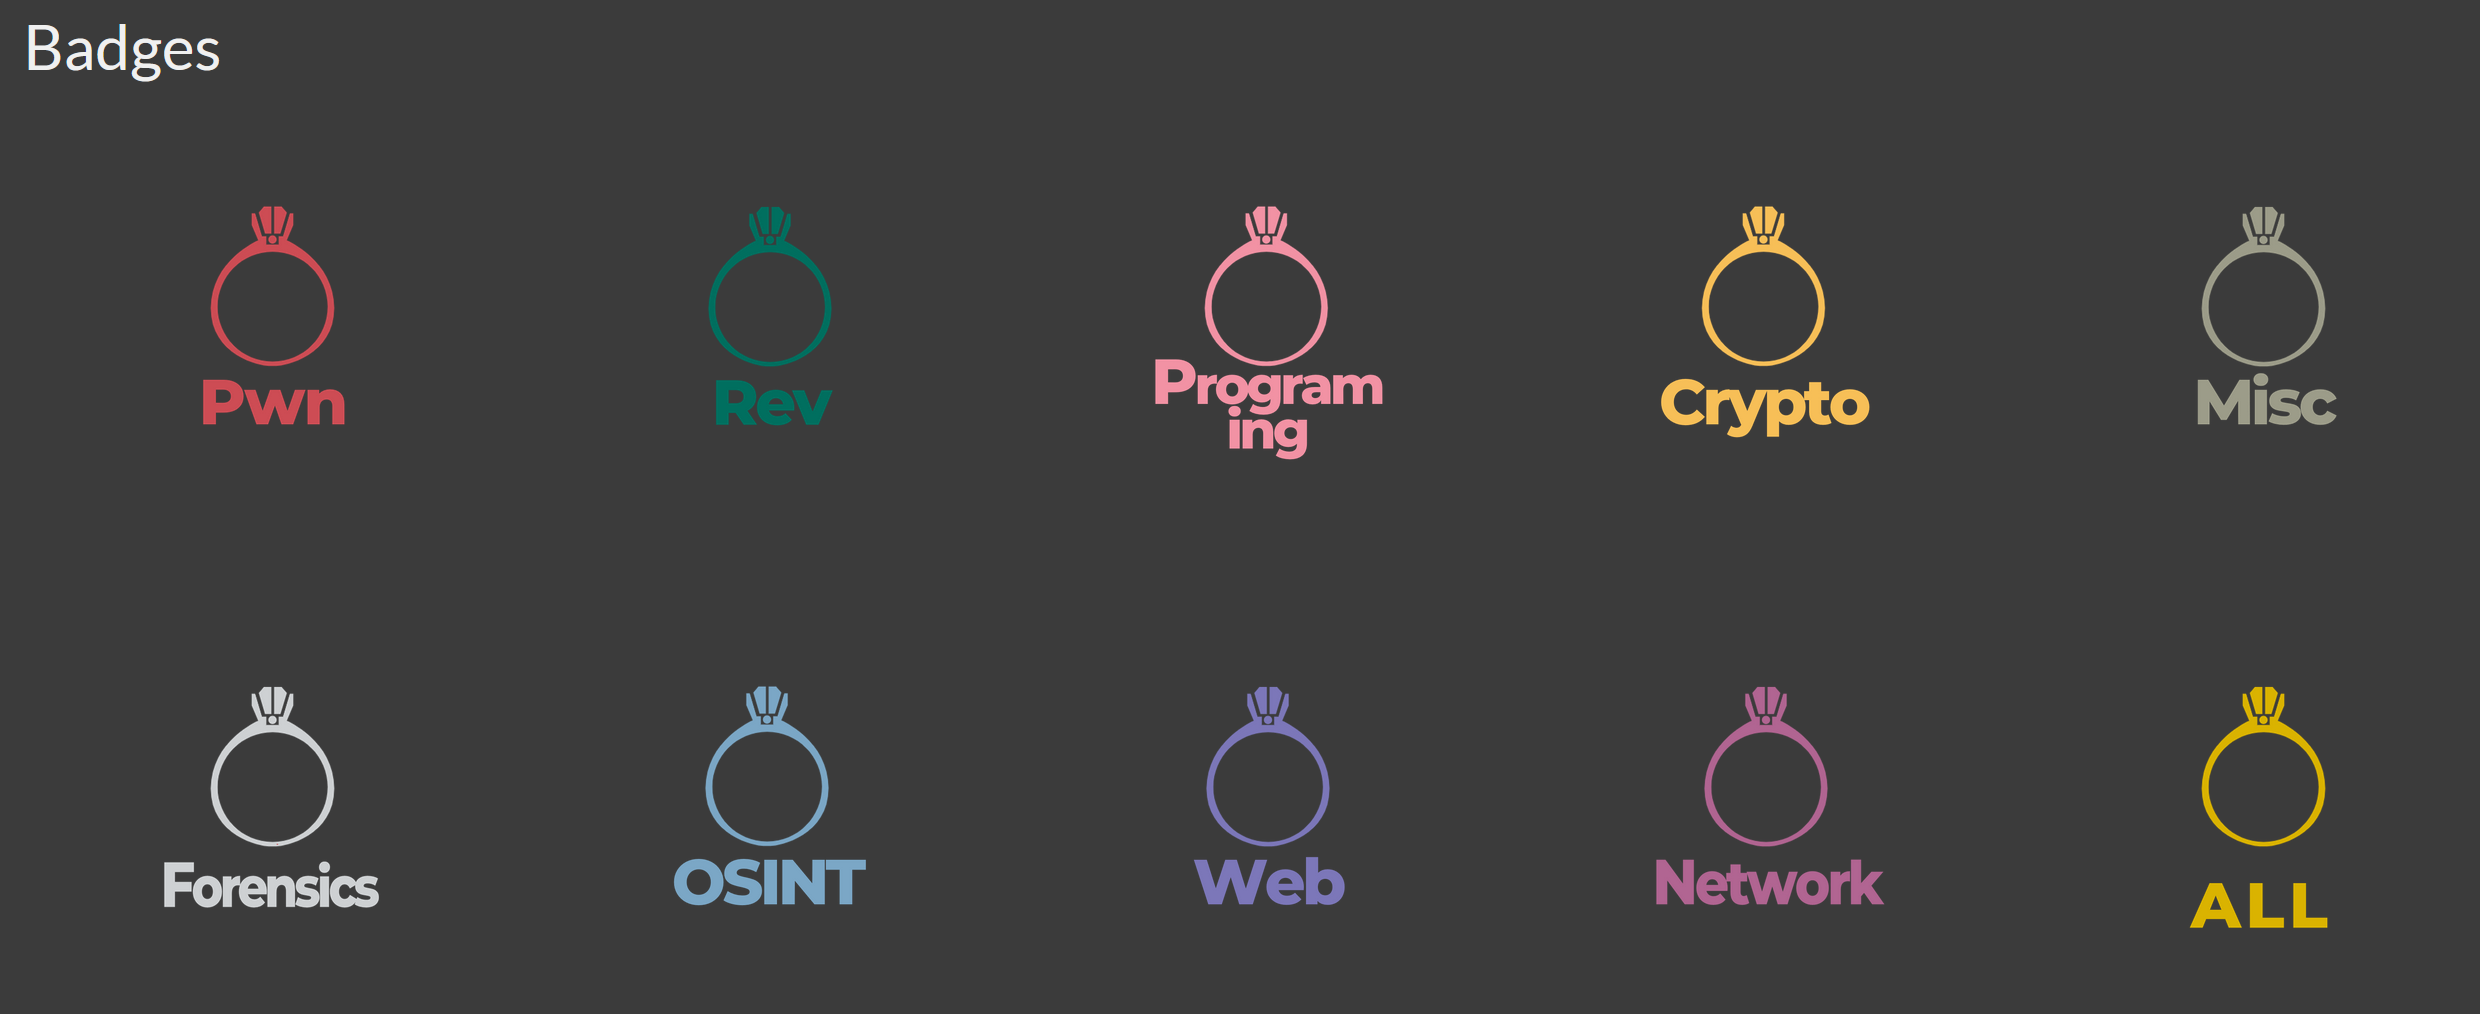 Badges
Pwn
Rev
Program
ing
Crypto
Misc
Forensics
OSINT
Web
Network
ALL